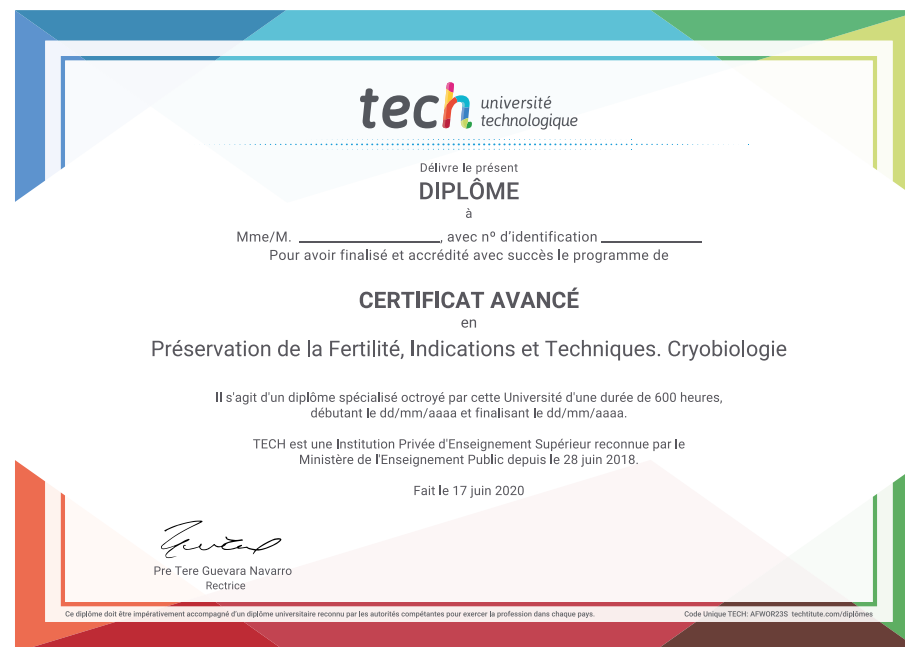 tech université
technologique
Délivre le présent
DIPLÔME
à
Mme/M. ____________________, avec nº d'identification ______________
Pour avoir finalisé et accrédité avec succès le programme de
CERTIFICAT AVANCÉ
en
Préservation de la Fertilité, Indications et Techniques. Cryobiologie
Il s'agit d'un diplôme spécialisé octroyé par cette Université d'une durée de 600 heures,
débutant le dd/mm/aaaa et finalisant le dd/mm/aaaa.
TECH est une Institution Privée d'Enseignement Supérieur reconnue par le
Ministère de l'Enseignement Public depuis le 28 juin 2018.
Fait le 17 juin 2020
Pre Tere Guevara Navarro
Rectrice
Ce diplôme doit être impérativement accompagné d'un diplôme universitaire reconnu par les autorités compétantes pour exercer la profession dans chaque pays.
Code Unique TECH: AFWOR23S techtitute.com/diplômes